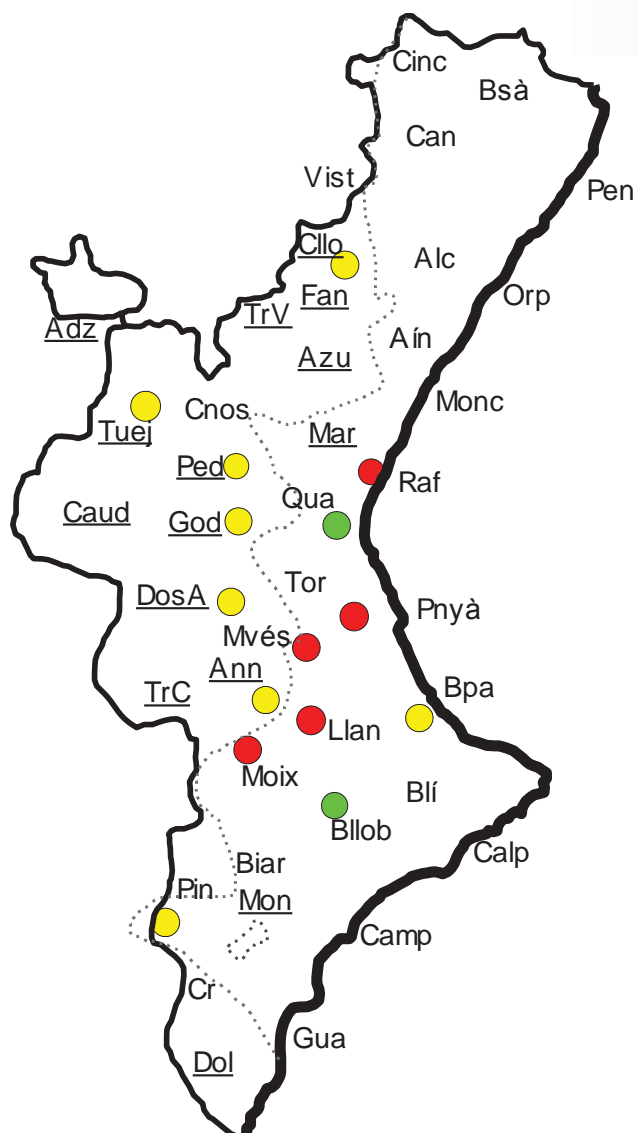 Cinc
Bsà
Can
Vist
Pen
Cllo
Alc
Fan
Orp
TrV
Adz
Aín
Azu
Monc
Cnos
Tuej
Mar
Ped
Raf
Qua
Caud
God
Tor
DosA
Pnyà
Mvés
Ann
TrC
Bpa
Llan
Moix
Blí
Bllob
Calp
Biar
Pin
Mon
Camp
Cr
Gua
Dol